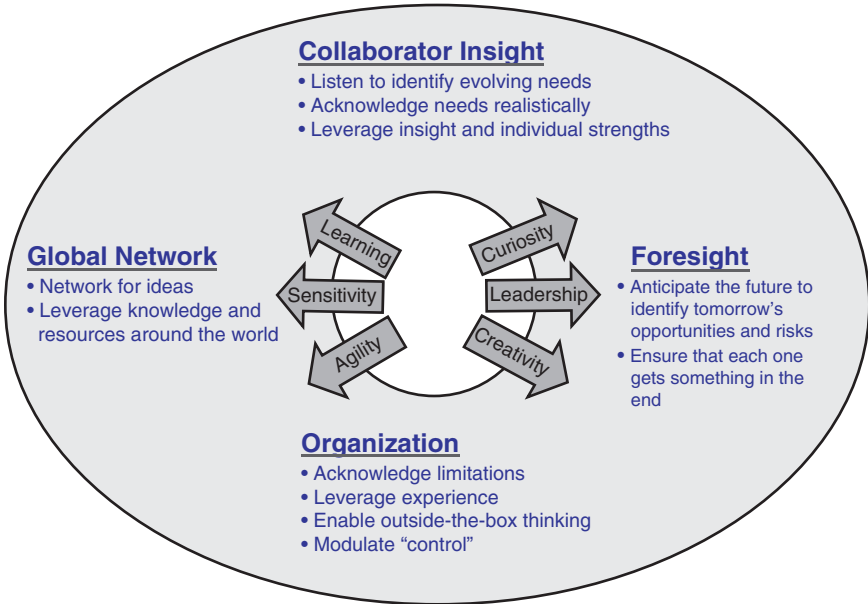 Collaborator Insight
• Listen to identify evolving needs
• Acknowledge needs realistically
• Leverage insight and individual strengths
Global Network
• Network for ideas
• Leverage knowledge and
resources around the world
Learning
Sensitivity
Agility
Curiosity
Leadership
Creativity
Foresight
• Anticipate the future to
identify tomorrow’s
opportunities and risks
• Ensure that each one
gets something in the
end
Organization
• Acknowledge limitations
• Leverage experience
• Enable outside-the-box thinking
• Modulate “control”